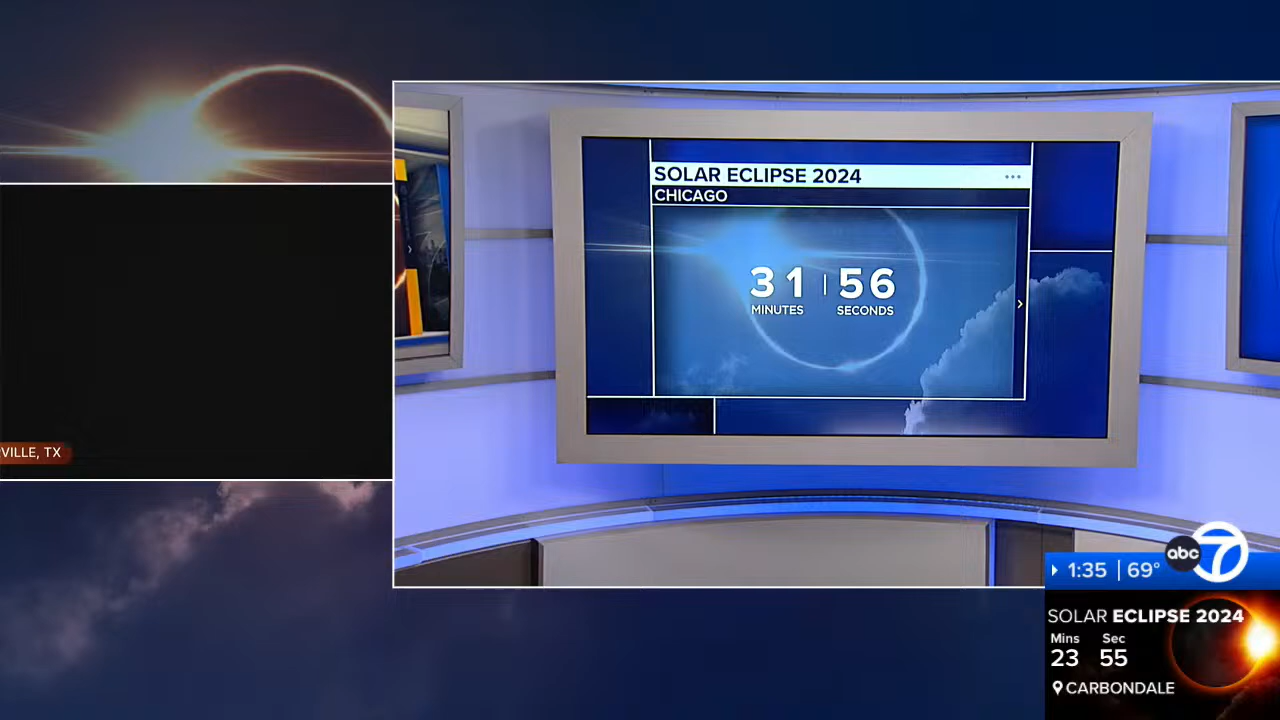 SOLAR ECLIPSE 2024
CHICAGO
31 56
MINUTES SECONDS
VILLE, TX
abc 7
1:35 69°
SOLAR ECLIPSE 2024
Mins Sec
23 55
CARBONDALE